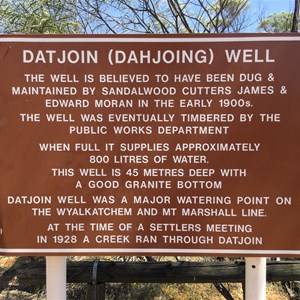 DATJOIN (DAHJOING) WELL
THE WELL IS BELIEVED TO HAVE BEEN DUG &
MAINTAINED BY SANDALWOOD CUTTERS JAMES &
EDWARD MORAN IN THE EARLY 1900s.
THE WELL WAS EVENTUALLY TIMBERED BY THE
PUBLIC WORKS DEPARTMENT
WHEN FULL IT SUPPLIES APPROXIMATELY
800 LITRES OF WATER.
THIS WELL IS 45 METRES DEEP WITH
A GOOD GRANITE BOTTOM
DATJOIN WELL WAS A MAJOR WATERING POINT ON
THE WYALKATCHEM AND MT MARSHALL LINE.
AT THE TIME OF A SETTLERS MEETING
IN 1928 A CREEK RAN THROUGH DATJOIN